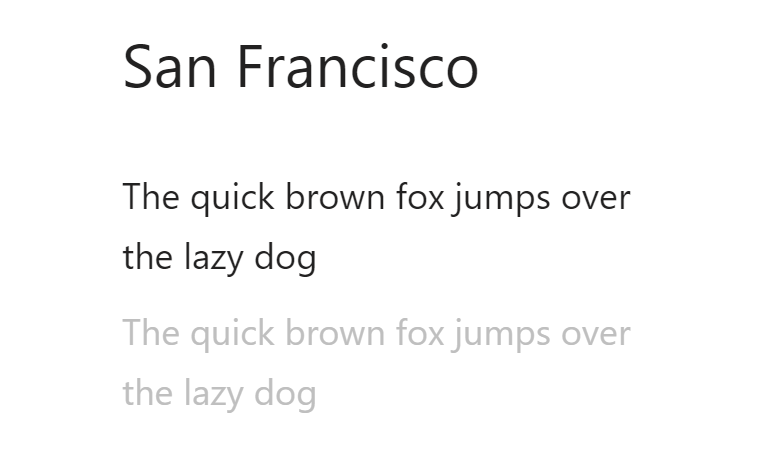 San Francisco
The quick brown fox jumps over
the lazy dog
The quick brown fox jumps over
the lazy dog